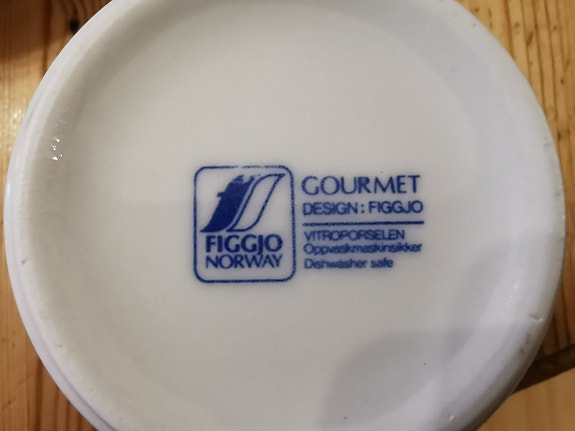 FIGGJO
NORWAY
GOURMET
DESIGN: FIGGJO
VITROPORSELEN
Oppvaskmaskinsikker
Dishwasher safe